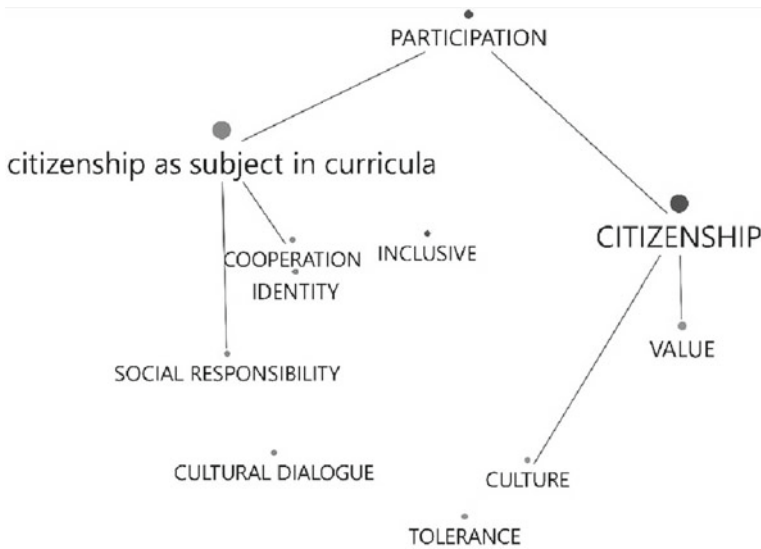 PARTICIPATION
citizenship as subject in curricula
CITIZENSHIP
COOPERATION
INCLUSIVE
IDENTITY
VALUE
SOCIAL RESPONSIBILITY
CULTURAL DIALOGUE
CULTURE
TOLERANCE